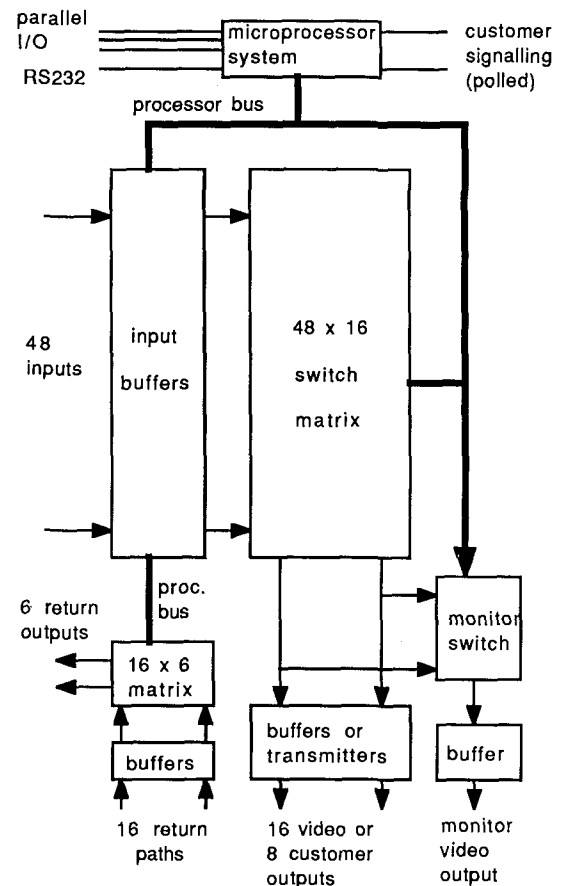 parallel
I/O
RS232
microprocessor
system
customer
signalling
(polled)
processor bus
48
inputs
input
buffers
48 x 16
switch
matrix
proc.
bus
6 return
outputs
16 x 6
matrix
monitor
switch
buffers
buffers or
transmitters
buffer
16 return
paths
16 video or
8 customer
outputs
monitor
video
output